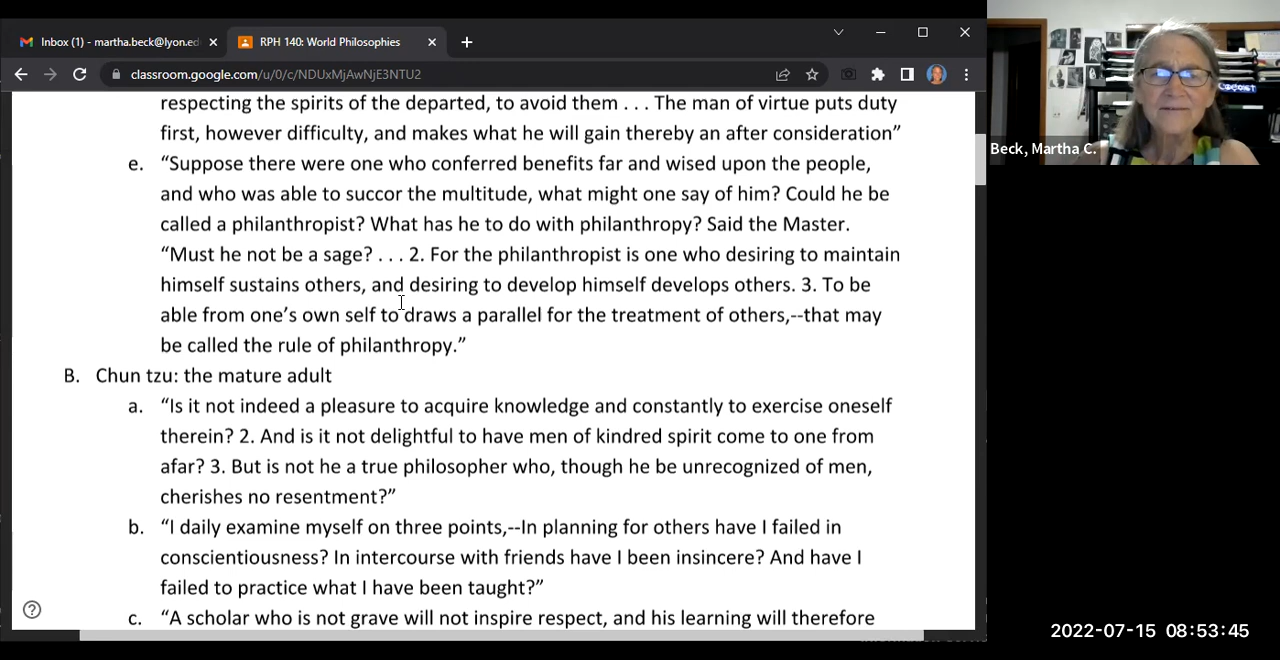 Inbox (1) - martha.beck@lyon.ed
RPH 140: World Philosophies
classroom.google.com/u/0/c/NDUxMjAwNjE3NTU2
respecting the spirits of the departed, to avoid them . . . The man of virtue puts duty
first, however difficulty, and makes what he will gain thereby an after consideration”
e. “Suppose there were one who conferred benefits far and wised upon the people,
and who was able to succor the multitude, what might one say of him? Could he be
called a philanthropist? What has he to do with philanthropy? Said the Master.
“Must he not be a sage? . . . 2. For the philanthropist is one who desiring to maintain
himself sustains others, and desiring to develop himself develops others. 3. To be
able from one’s own self to draws a parallel for the treatment of others,--that may
be called the rule of philanthropy.”
B. Chun tzu: the mature adult
a. “Is it not indeed a pleasure to acquire knowledge and constantly to exercise oneself
therein? 2. And is it not delightful to have men of kindred spirit come to one from
afar? 3. But is not he a true philosopher who, though he be unrecognized of men,
cherishes no resentment?”
b. “I daily examine myself on three points,--In planning for others have I failed in
conscientiousness? In intercourse with friends have I been insincere? And have I
failed to practice what I have been taught?”
c. “A scholar who is not grave will not inspire respect, and his learning will therefore
Beck, Martha C.
2022-07-15 08:53:45